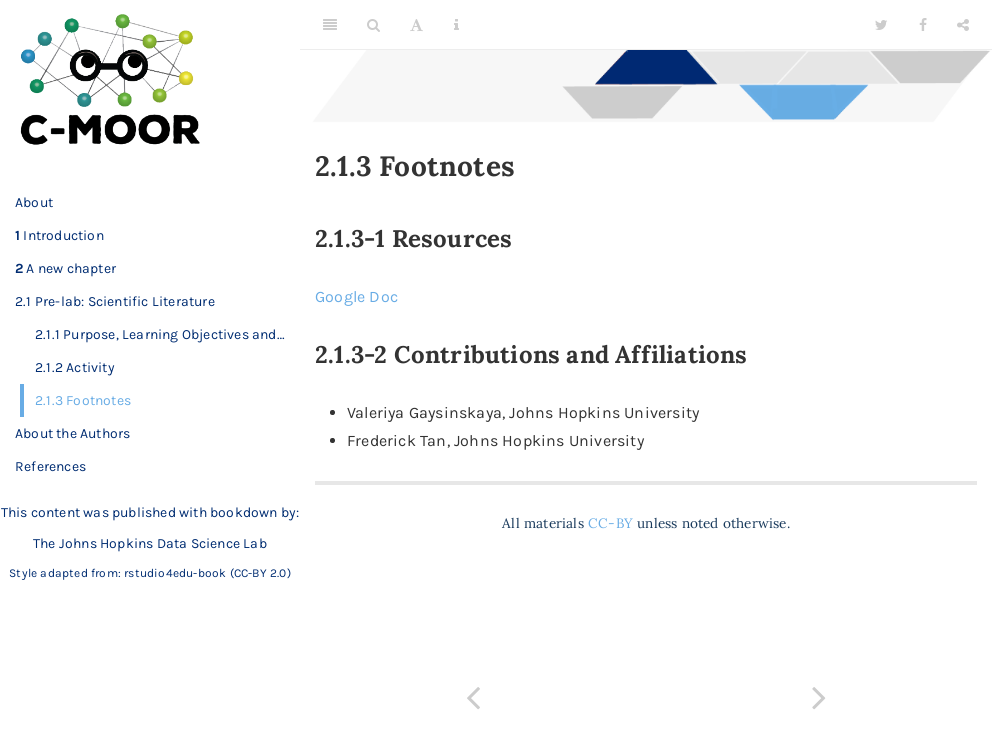 C-MOOR
About
1 Introduction
2 A new chapter
2.1 Pre-lab: Scientific Literature
2.1.1 Purpose, Learning Objectives and…
2.1.2 Activity
2.1.3 Footnotes
About the Authors
References
This content was published with bookdown by:
The Johns Hopkins Data Science Lab
Style adapted from: rstudio4edu-book (CC-BY 2.0)
A
2.1.3 Footnotes
2.1.3-1 Resources
Google Doc
2.1.3-2 Contributions and Affiliations
Valeriya Gaysinskaya, Johns Hopkins University
Frederick Tan, Johns Hopkins University
All materials CC-BY unless noted otherwise.